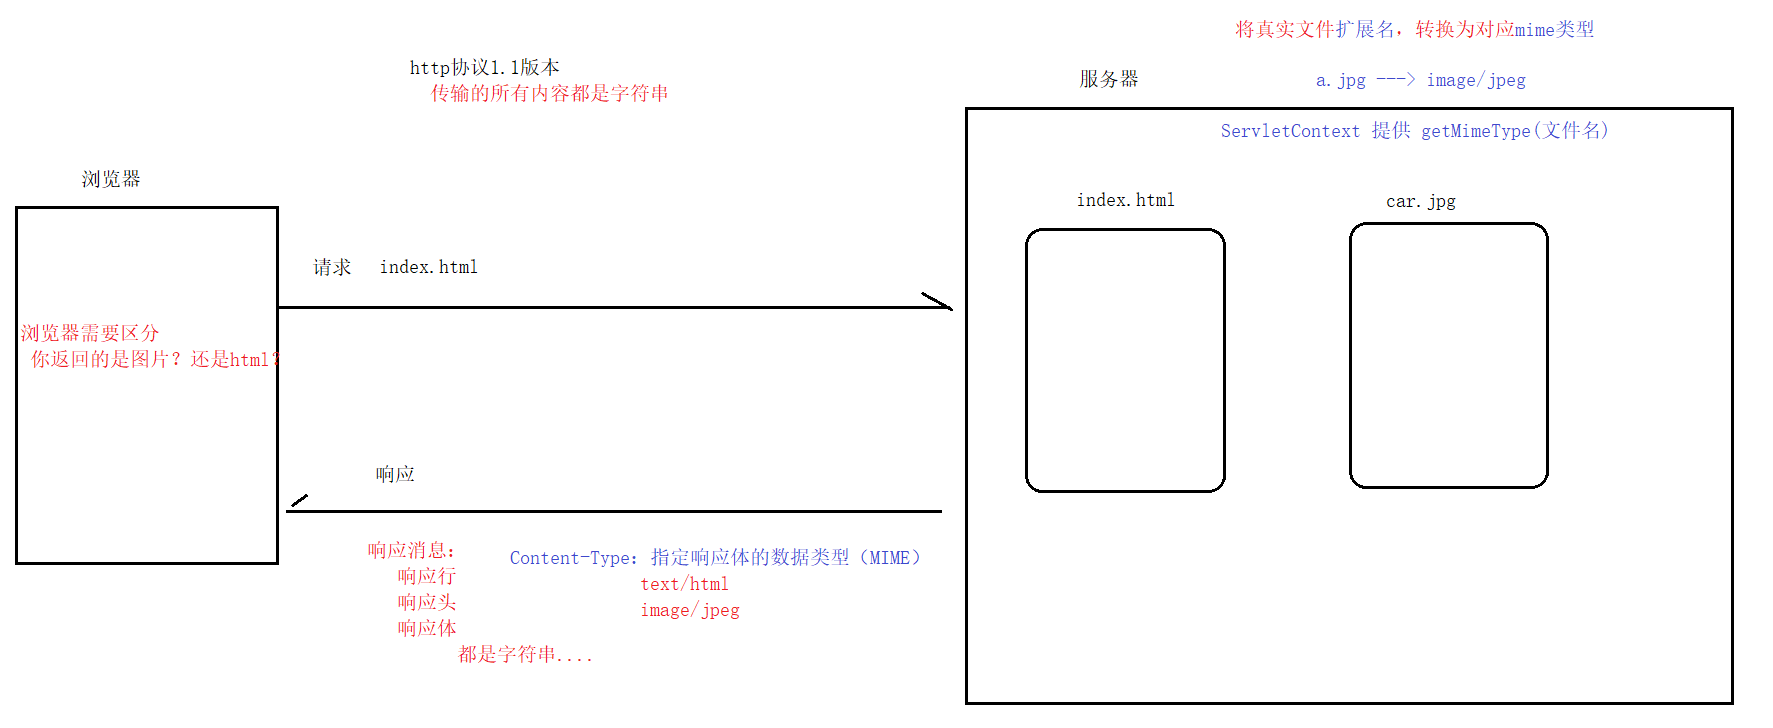 将真实文件扩展名，转换为对应mime类型
http协议1.1版本
传输的所有内容都是字符串
服务器
a.jpg ---> image/jpeg
ServletContext 提供 getMimeType(文件名)
浏览器
index.html
car.jpg
请求 index.html
浏览器需要区分
你返回的是图片？还是html？
响应
响应消息：
Content-Type：指定响应体的数据类型（MIME）
响应行
text/html
响应头
image/jpeg
响应体
都是字符串....